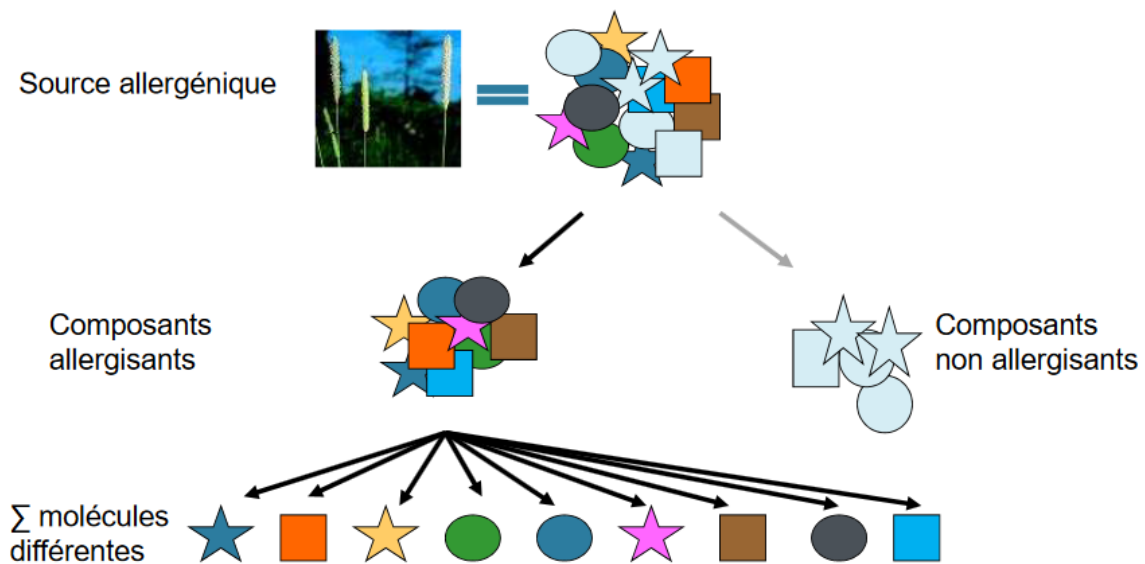 Source allergénique
Composants
allergisants
Composants
non allergisants
∑ molécules
différentes